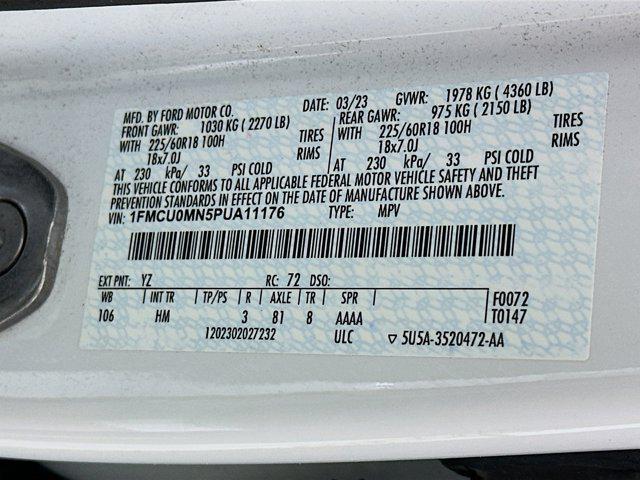 MFD. BY FORD MOTOR CO.
DATE: 03/23 GVWR: 1978 KG ( 4360 LB)
FRONT GAWR: 1030 KG ( 2270 LB) REAR GAWR: 975 KG ( 2150 LB)
WITH 225/60R18 100H TIRES WITH 225/60R18 100H TIRES
18x7.0J RIMS 18x7.0J RIMS
AT 230 kPa/ 33 PSI COLD AT 230 kPa/ 33 PSI COLD
THIS VEHICLE CONFORMS TO ALL APPLICABLE FEDERAL MOTOR VEHICLE SAFETY AND THEFT
PREVENTION STANDARDS IN EFFECT ON THE DATE OF MANUFACTURE SHOWN ABOVE.
VIN: 1FMCU0MN5PUA11176 TYPE: MPV
EXT PNT: YZ RC: 72 DSO:
WB INT TR TP/PS R AXLE TR SPR F0072
106 HM 3 81 8 AAAA T0147
1202302027232 ULC ▽ 5U5A-3520472-AA